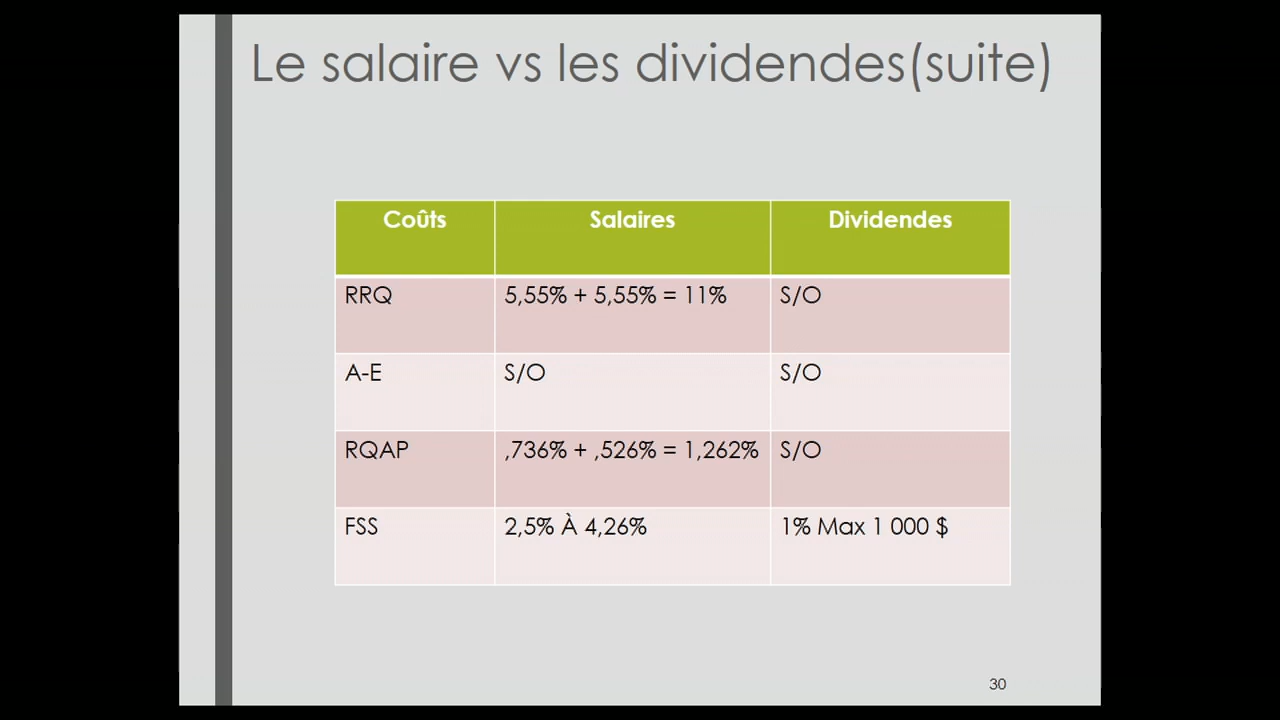 Le salaire vs les dividendes(suite)
Coûts Salaires Dividendes
RRQ 5,55% + 5,55% = 11% S/O
A-E S/O S/O
RQAP ,736% + ,526% = 1,262% S/O
FSS 2,5% À 4,26% 1% Max 1 000 $
30